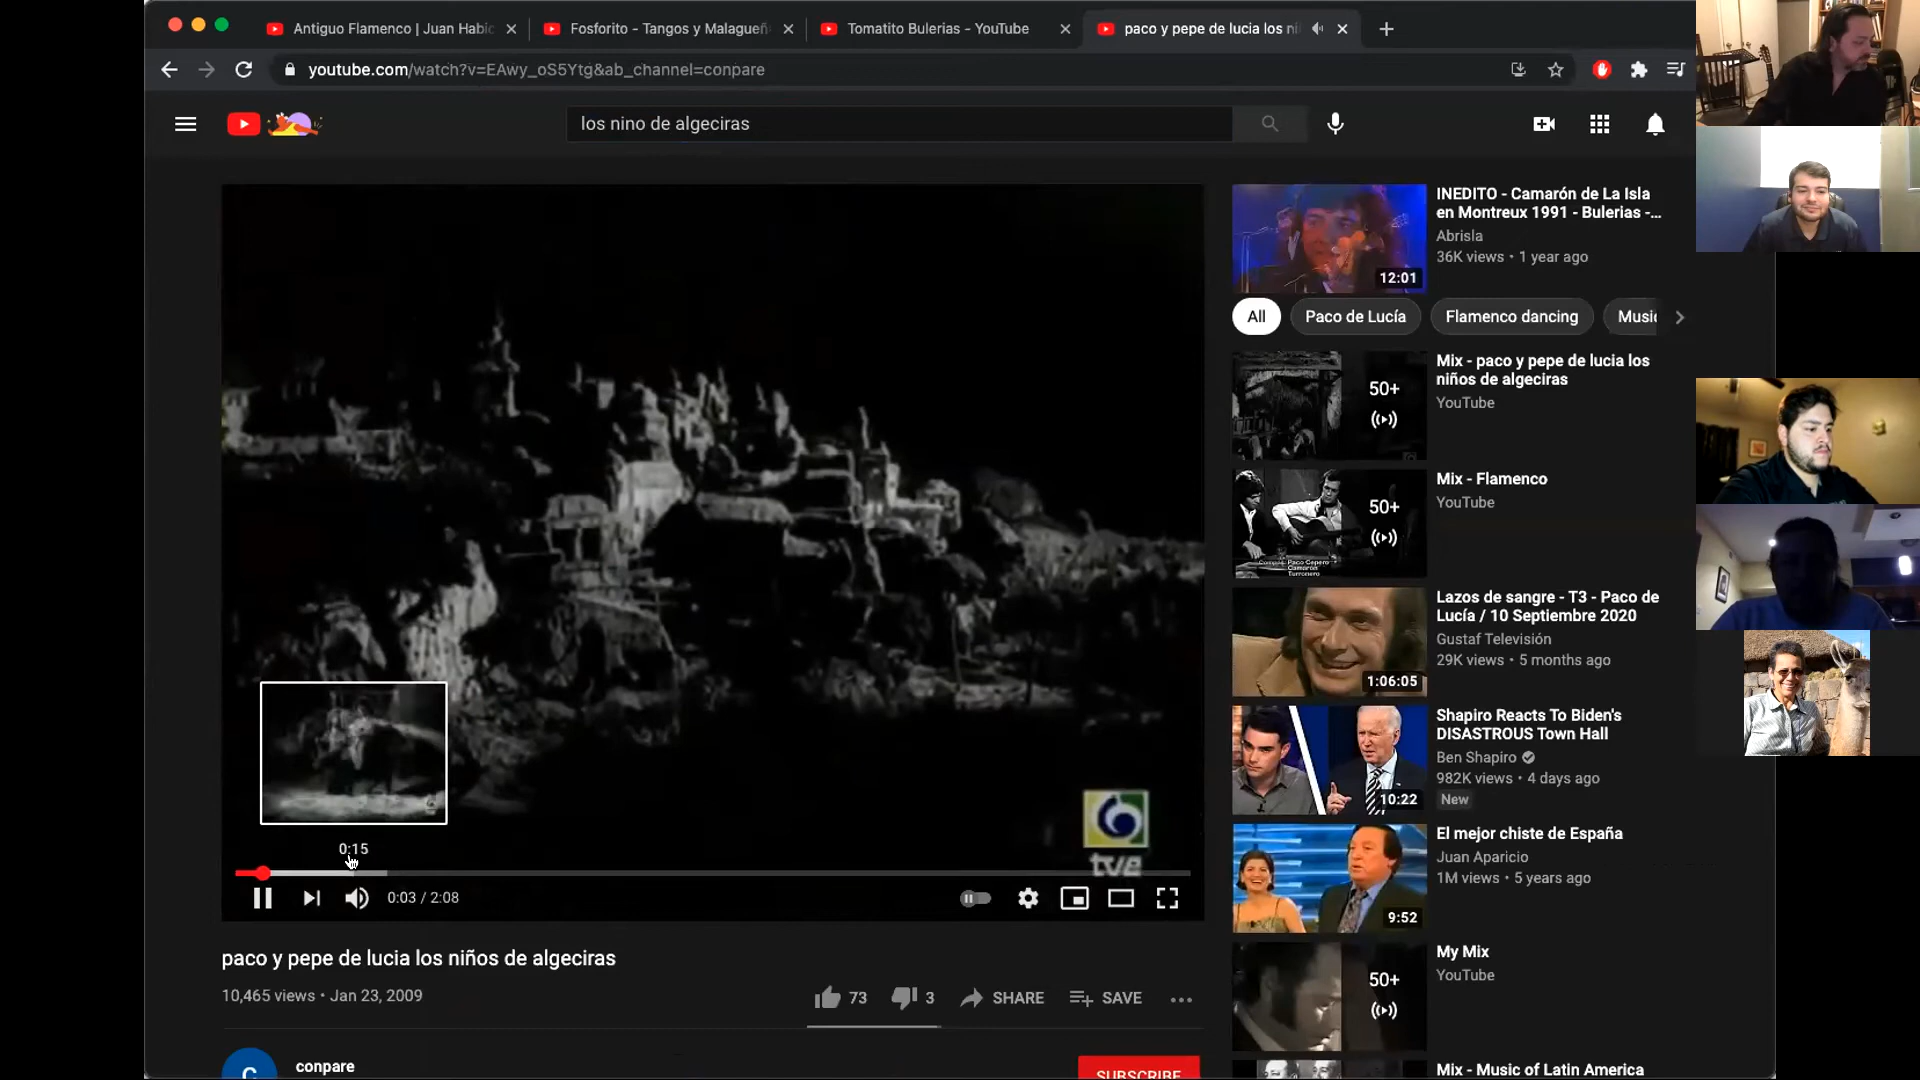 Antiguo Flamenco | Juan Habic
Fosforito - Tangos y Malagueñ
Tomatito Bulerias - YouTube
paco y pepe de lucia los ni
youtube.com/watch?v=EAwy_oS5Ytg&ab_channel=conpare
los nino de algeciras
INEDITO - Camarón de La Isla
en Montreux 1991 - Bulerias -...
Abrisla
36K views • 1 year ago
12:01
All
Paco de Lucía
Flamenco dancing
Music
Mix - paco y pepe de lucia los
niños de algeciras
YouTube
50+
Mix - Flamenco
YouTube
50+
Paco Cepero
Camarón
Turronero
Lazos de sangre - T3 - Paco de
Lucía / 10 Septiembre 2020
Gustaf Televisión
29K views • 5 months ago
1:06:05
Shapiro Reacts To Biden's
DISASTROUS Town Hall
Ben Shapiro
982K views • 4 days ago
New
10:22
El mejor chiste de España
Juan Aparicio
1M views • 5 years ago
9:52
My Mix
YouTube
50+
Mix - Music of Latin America
tve
0:15
0:03 / 2:08
paco y pepe de lucia los niños de algeciras
10,465 views • Jan 23, 2009
73
3
SHARE
SAVE
C
conpare
SUBSCRIBE